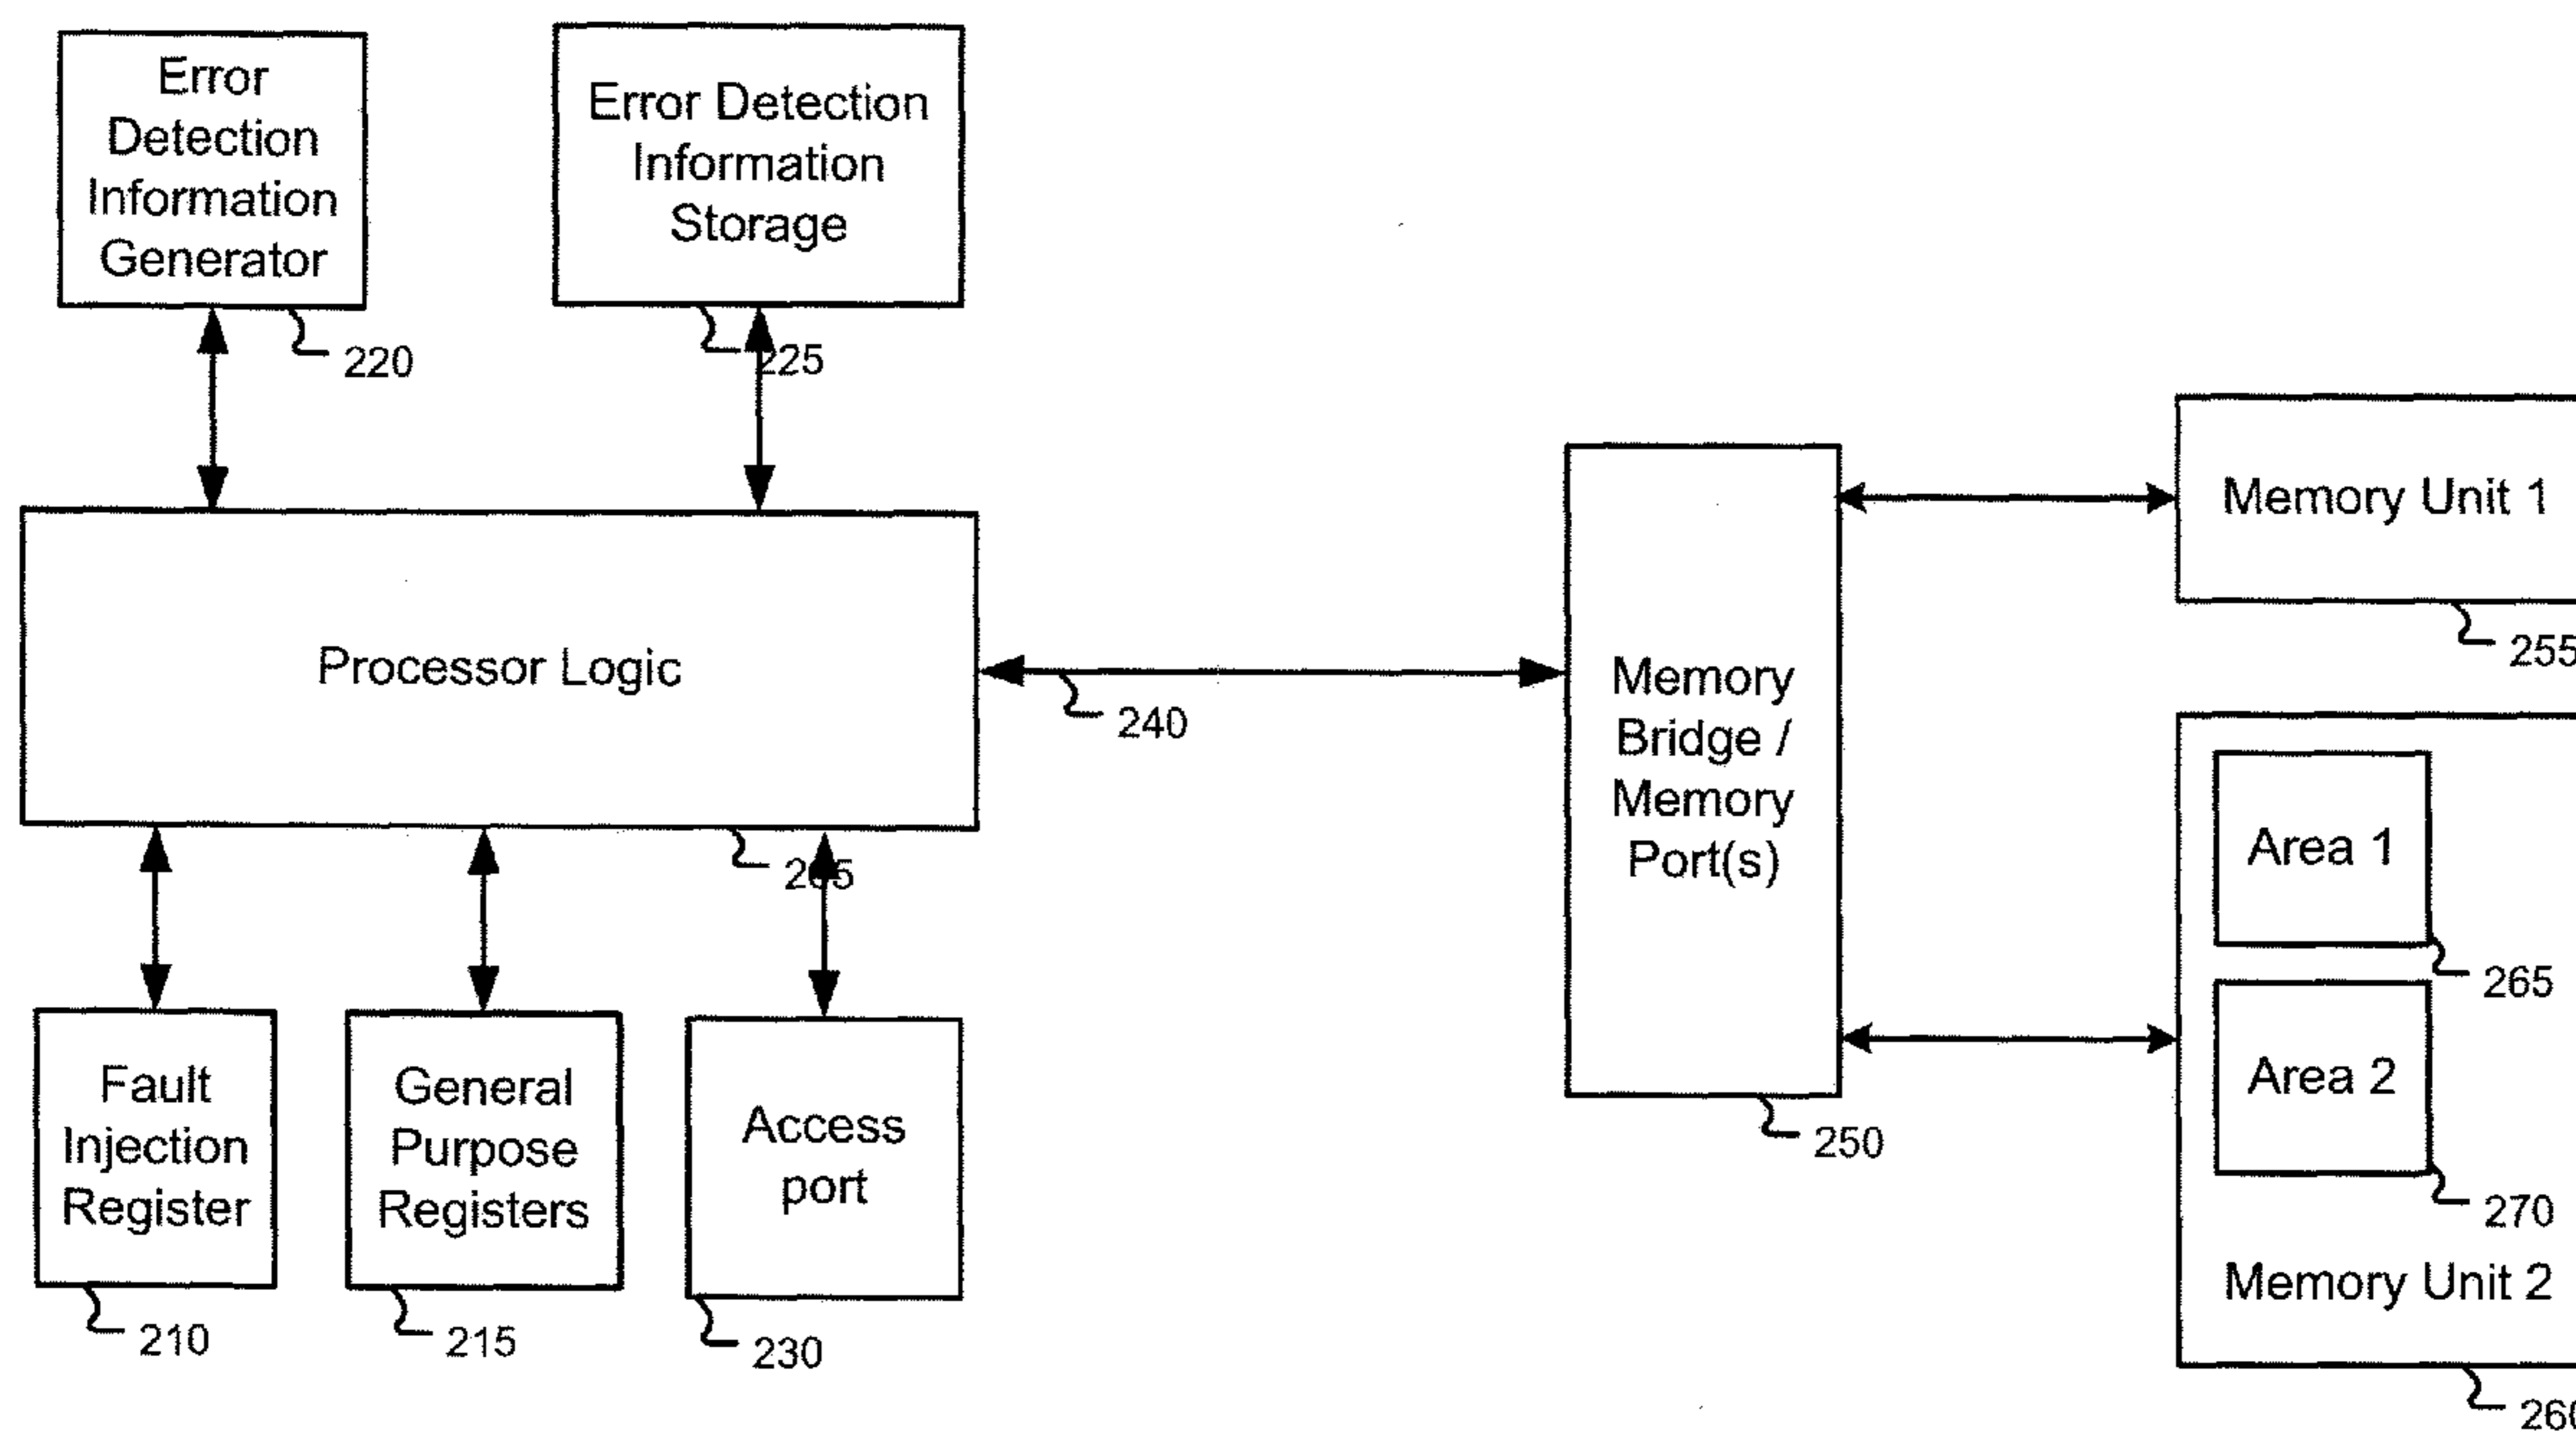 Error
Detection
Information
Generator
Error Detection
Information
Storage
220
225
Memory Unit 1
255
Processor Logic
240
Memory
Bridge /
Memory
Port(s)
Area 1
265
Area 2
270
Memory Unit 2
260
250
Fault
Injection
Register
General
Purpose
Registers
Access
port
210
215
230